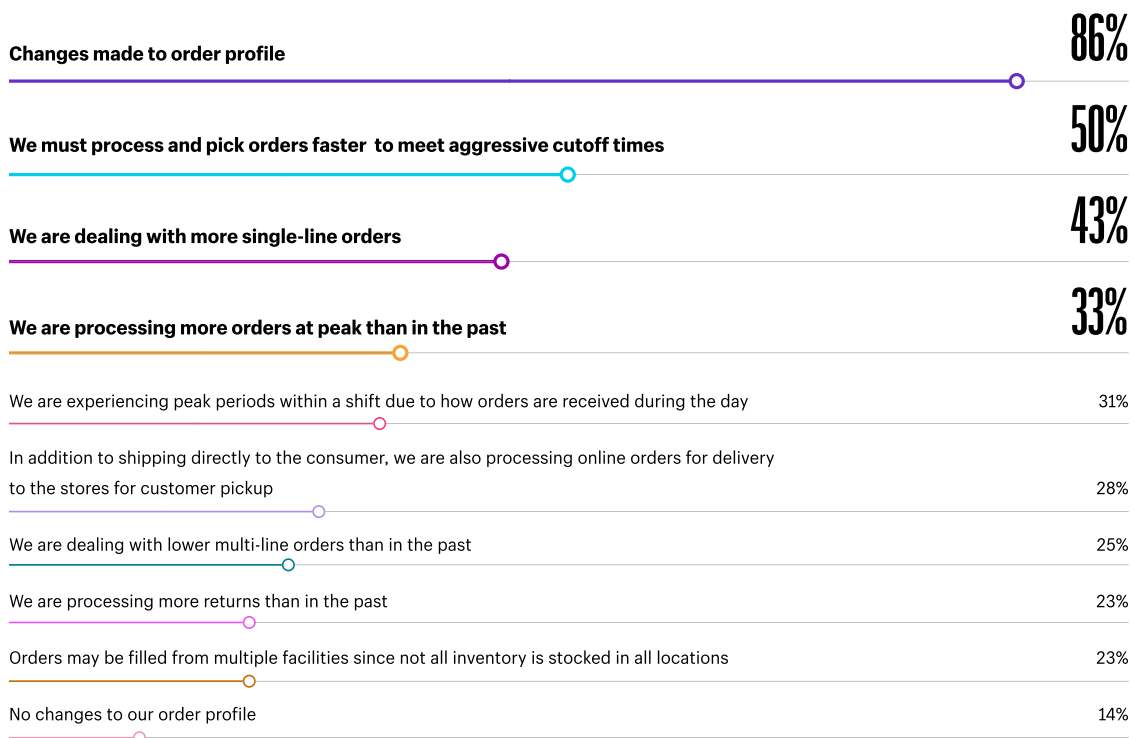 Changes made to order profile 86%
We must process and pick orders faster  to meet aggressive cutoff times 50%
We are dealing with more single-line orders 43%
We are processing more orders at peak than in the past 33%
We are experiencing peak periods within a shift due to how orders are received during the day 31%
In addition to shipping directly to the consumer, we are also processing online orders for delivery
to the stores for customer pickup 28%
We are dealing with lower multi-line orders than in the past 25%
We are processing more returns than in the past 23%
Orders may be filled from multiple facilities since not all inventory is stocked in all locations 23%
No changes to our order profile 14%